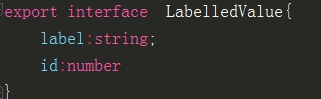 export interface  LabelledValue{
    label:string;
    id:number
}